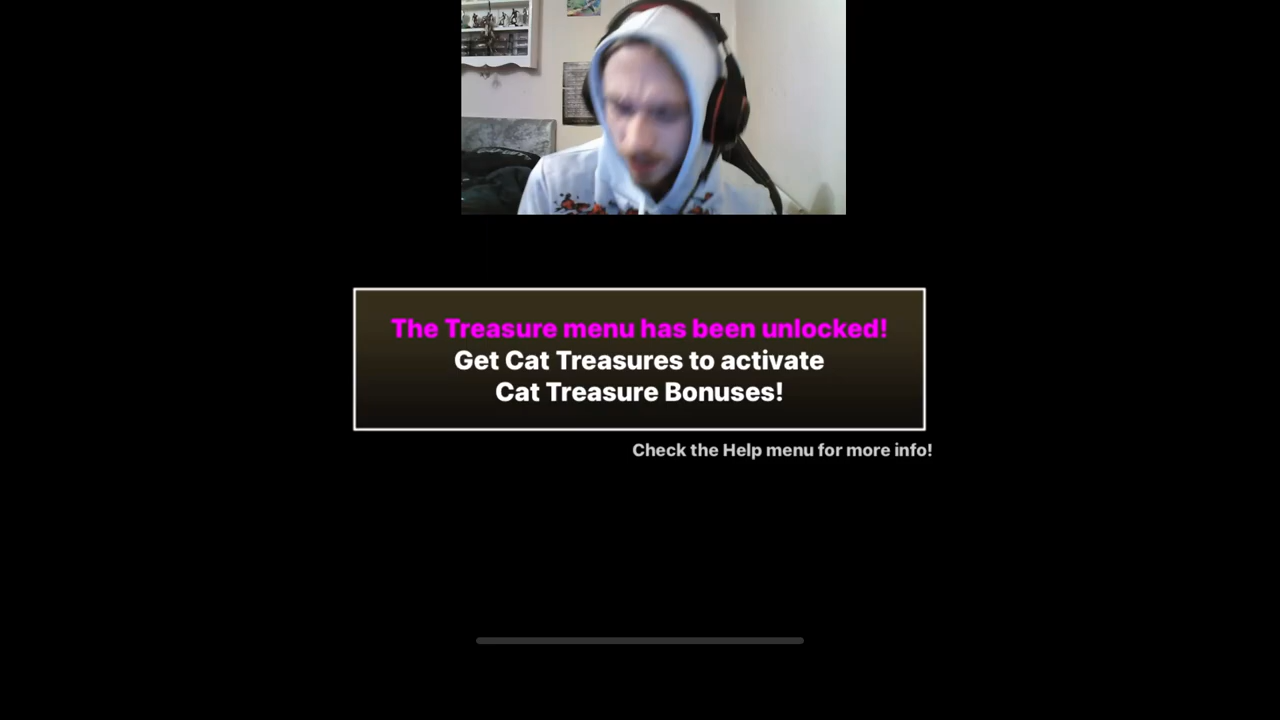 The Treasure menu has been unlocked!
Get Cat Treasures to activate
Cat Treasure Bonuses!
Check the Help menu for more info!